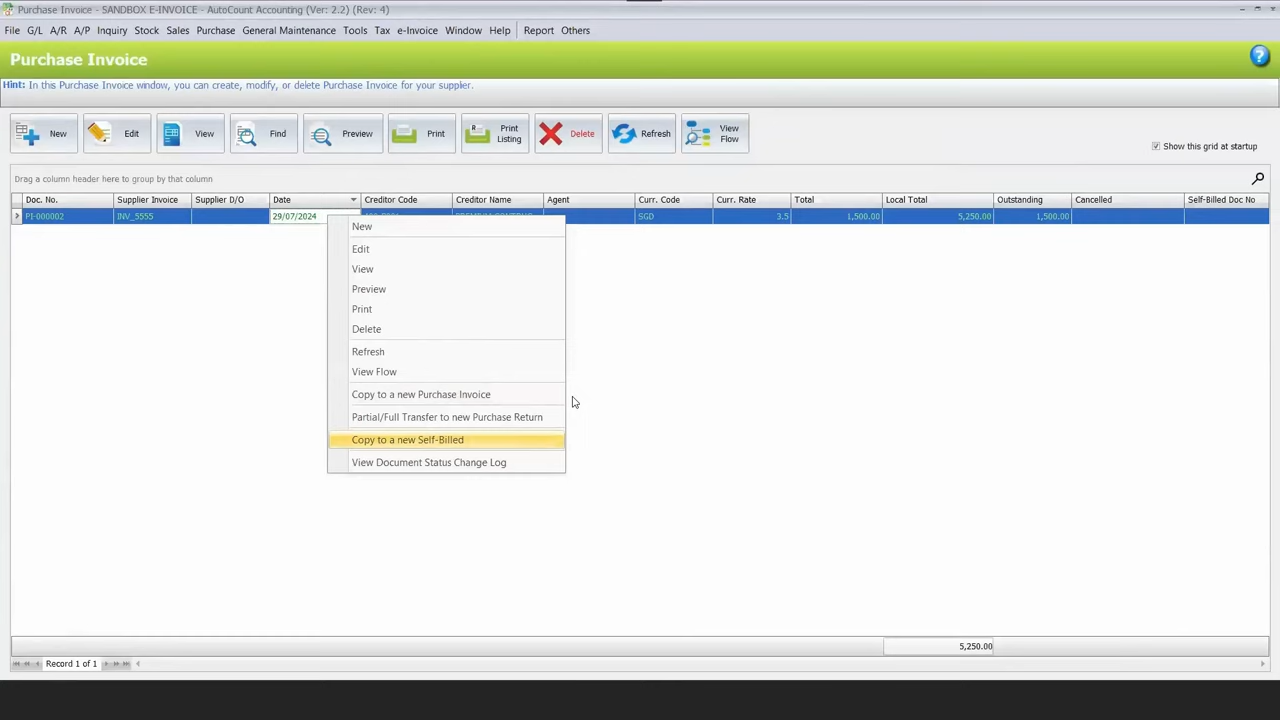 Purchase Invoice - SANDBOX E-INVOICE - AutoCount Accounting (Ver: 2.2) (Rev: 4)
File G/L A/R A/P Inquiry Stock Sales Purchase General Maintenance Tools Tax e-Invoice Window Help Report Others
Purchase Invoice
Hint: In this Purchase Invoice window, you can create, modify, or delete Purchase Invoice for your supplier.
New Edit View Find Preview Print Print Listing Delete Refresh View Flow
Show this grid at startup
Drag a column header here to group by that column
Doc. No. Supplier Invoice Supplier D/O Date Creditor Code Creditor Name Agent Curr. Code Curr. Rate Total Local Total Outstanding Cancelled Self-Billed Doc No
PI-000002 INV_5555 29/07/2024 SGD 3.5 1,500.00 5,250.00 1,500.00
New
Edit
View
Preview
Print
Delete
Refresh
View Flow
Copy to a new Purchase Invoice
Partial/Full Transfer to new Purchase Return
Copy to a new Self-Billed
View Document Status Change Log
5,250.00
Record 1 of 1